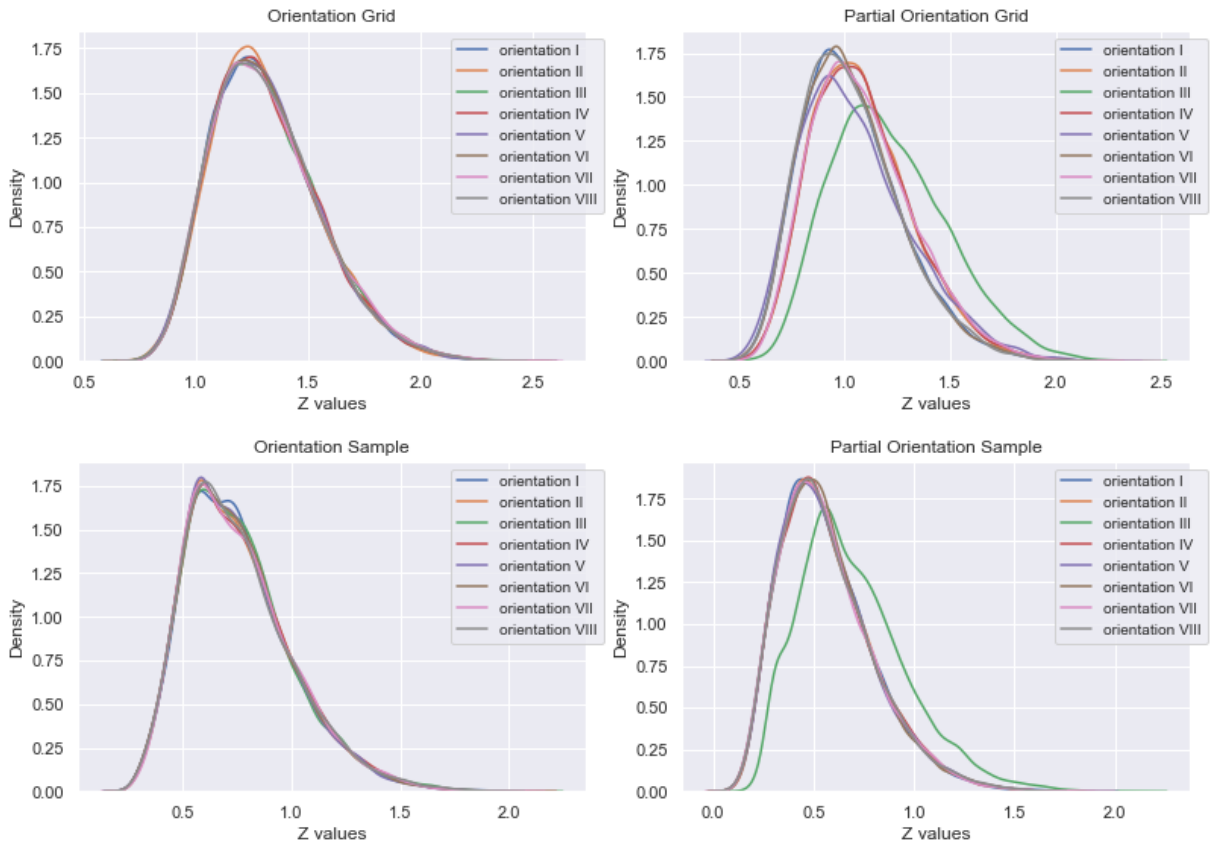 Orientation Grid
Density
1.75
1.50
1.25
1.00
0.75
0.50
0.25
0.00
0.5
1.0
1.5
2.0
2.5
Z values
orientation I
orientation II
orientation III
orientation IV
orientation V
orientation VI
orientation VII
orientation VIII
Partial Orientation Grid
Density
1.75
1.50
1.25
1.00
0.75
0.50
0.25
0.00
0.5
1.0
1.5
2.0
2.5
Z values
orientation I
orientation II
orientation III
orientation IV
orientation V
orientation VI
orientation VII
orientation VIII
Orientation Sample
Density
1.75
1.50
1.25
1.00
0.75
0.50
0.25
0.00
0.5
1.0
1.5
2.0
Z values
orientation I
orientation II
orientation III
orientation IV
orientation V
orientation VI
orientation VII
orientation VIII
Partial Orientation Sample
Density
1.75
1.50
1.25
1.00
0.75
0.50
0.25
0.00
0.0
0.5
1.0
1.5
2.0
Z values
orientation I
orientation II
orientation III
orientation IV
orientation V
orientation VI
orientation VII
orientation VIII